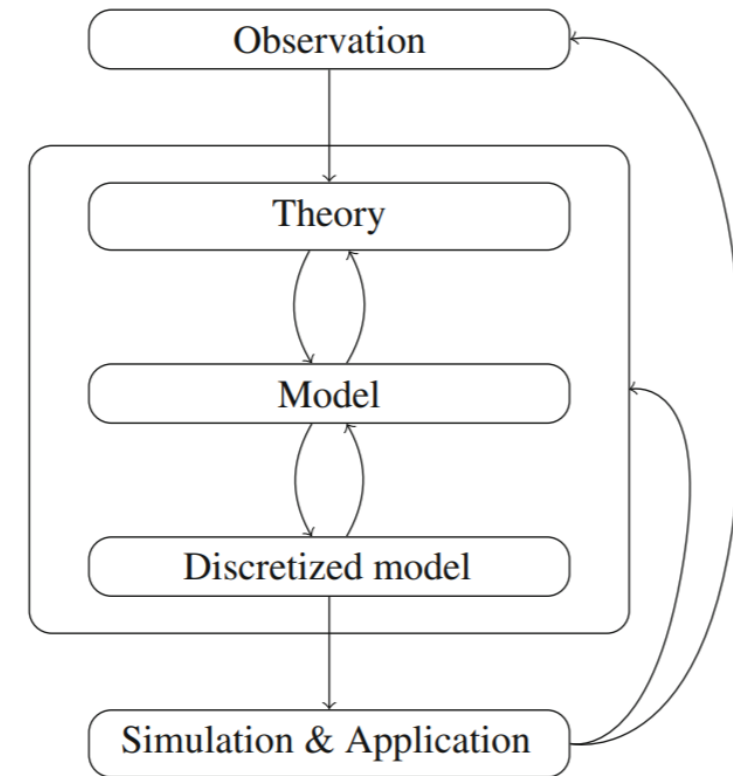 Observation
Theory
Model
Discretized model
Simulation & Application